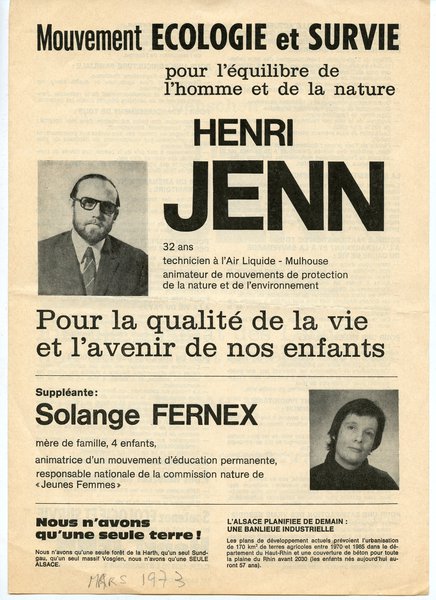 Mouvement ECOLOGIE et SURVIE
pour l'équilibre de
l'homme et de la nature
HENRI
JENN
32 ans
technicien à l'Air Liquide - Mulhouse
animateur de mouvements de protection
de la nature et de l'environnement
Pour la qualité de la vie
et l'avenir de nos enfants
Suppléante :
Solange FERNEX
mère de famille, 4 enfants,
animatrice d'un mouvement d'éducation permanente,
responsable nationale de la commission nature de
« Jeunes Femmes »
Nous n'avons
qu'une seule terre !
Nous n'avons qu'une seule forêt de la Harth, qu'un seul Sund-
gau, qu'un seul massif Vosgien, nous n'avons qu'une SEULE
ALSACE.
L'ALSACE PLANIFIEE DE DEMAIN :
UNE BANLIEUE INDUSTRIELLE
Les plans de développement actuels prévoient l'urbanisation
de 170 km² de terres agricoles entre 1970 et 1985 dans le dé-
partement du Haut-Rhin et une couverture de béton pour toute
la plaine du Rhin avant 2030 (les enfants nés aujourd'hui au-
ront 57 ans).
MARS 1973